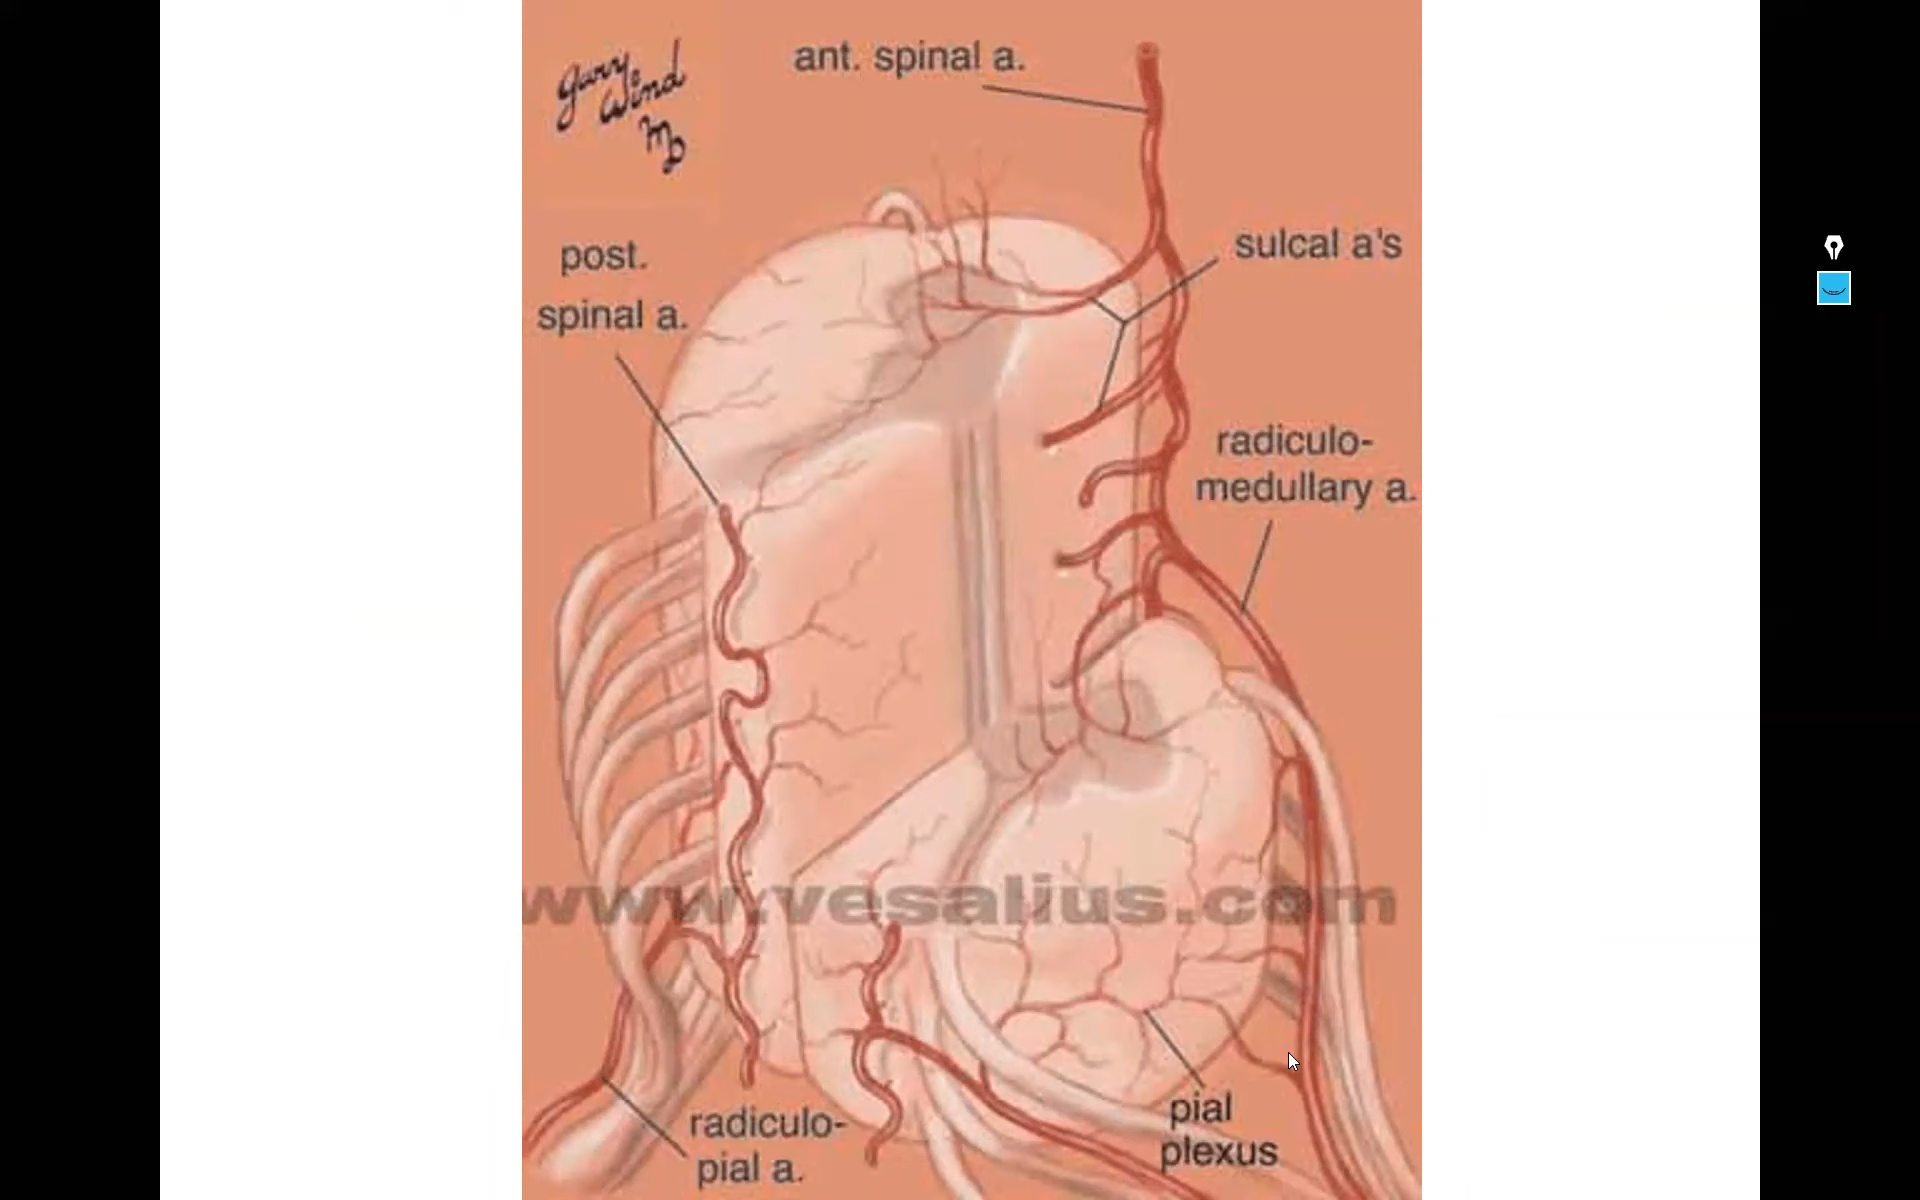 gary
Wind
MD
ant. spinal a.
post.
spinal a.
sulcal a's
radiculo-
medullary a.
www.vesalius.com
radiculo-
pial a.
pial
plexus